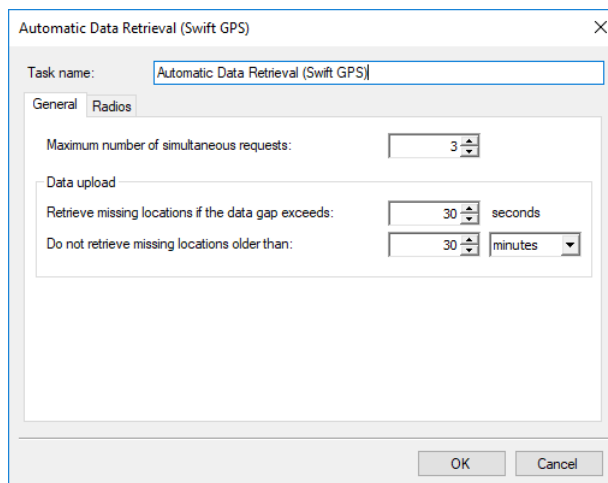 Automatic Data Retrieval (Swift GPS)
Task name: Automatic Data Retrieval (Swift GPS)
General Radios
Maximum number of simultaneous requests: 3
Data upload
Retrieve missing locations if the data gap exceeds: 30 seconds
Do not retrieve missing locations older than: 30 minutes
OK Cancel